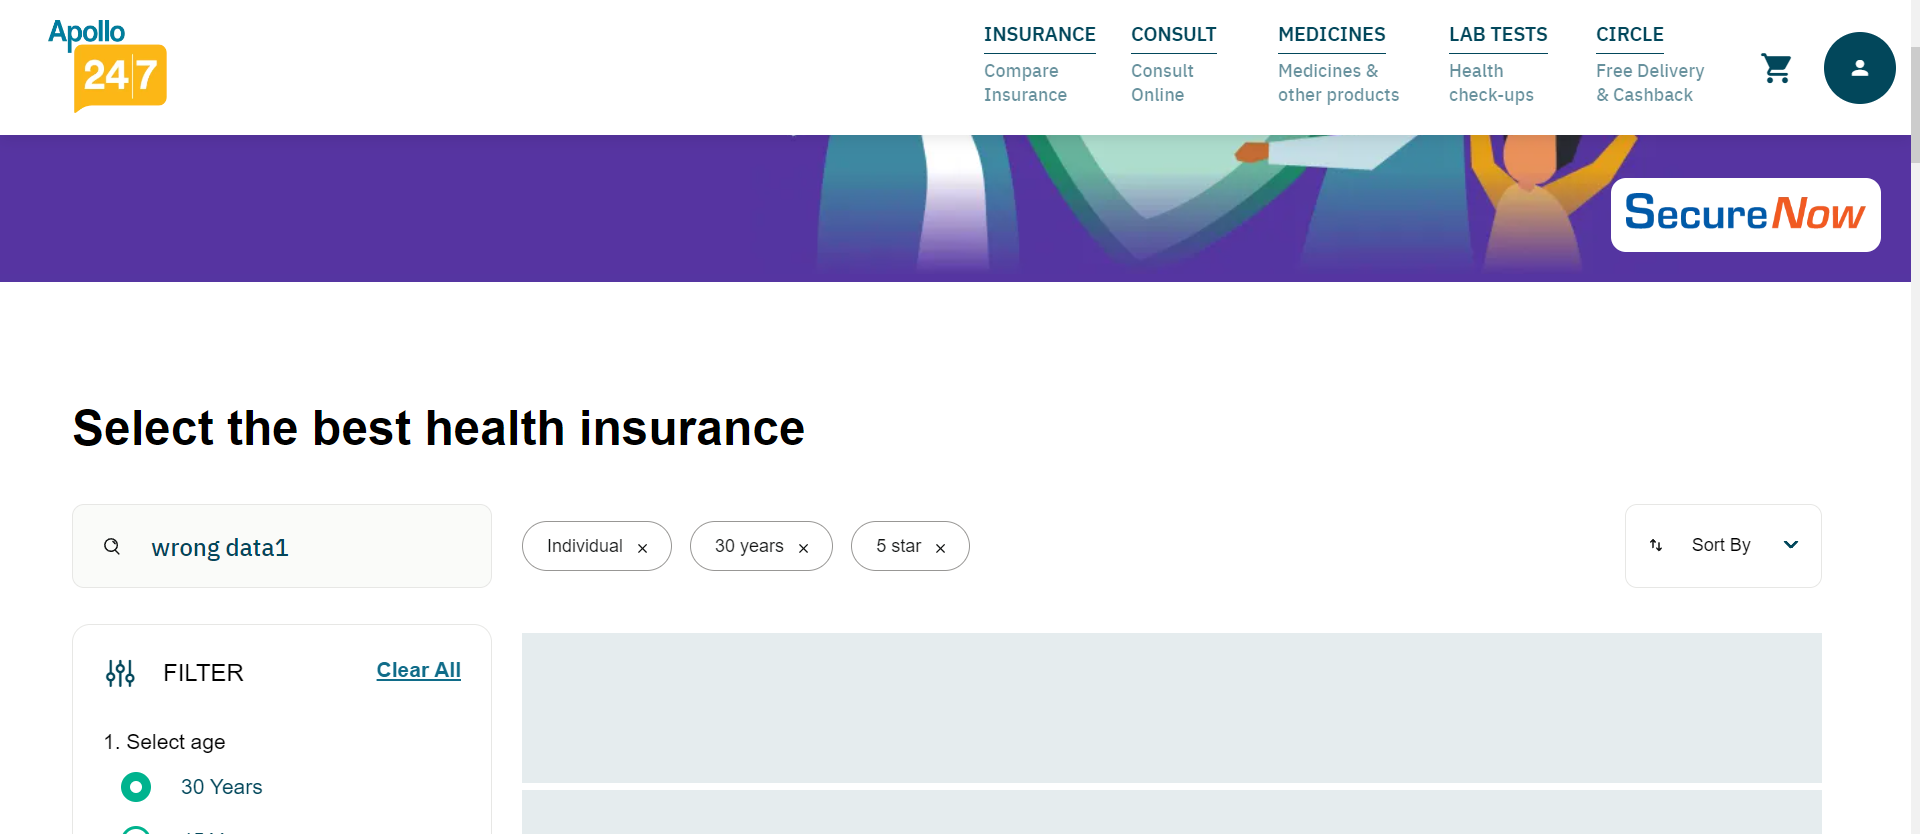 Apollo
24|7
INSURANCE
Compare
Insurance
CONSULT
Consult
Online
MEDICINES
Medicines &
other products
LAB TESTS
Health
check-ups
CIRCLE
Free Delivery
& Cashback
SecureNow
Select the best health insurance
wrong data1
Individual ×
30 years ×
5 star ×
Sort By
FILTER
Clear All
1. Select age
30 Years